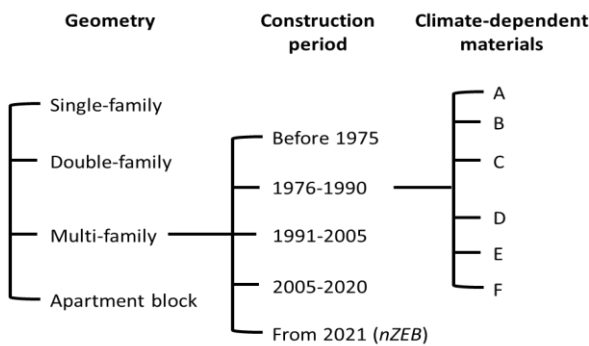 Geometry
Construction
period
Climate-dependent
materials
Single-family
Double-family
Multi-family
Apartment block
Before 1975
1976-1990
1991-2005
2005-2020
From 2021 (nZEB)
A
B
C
D
E
F